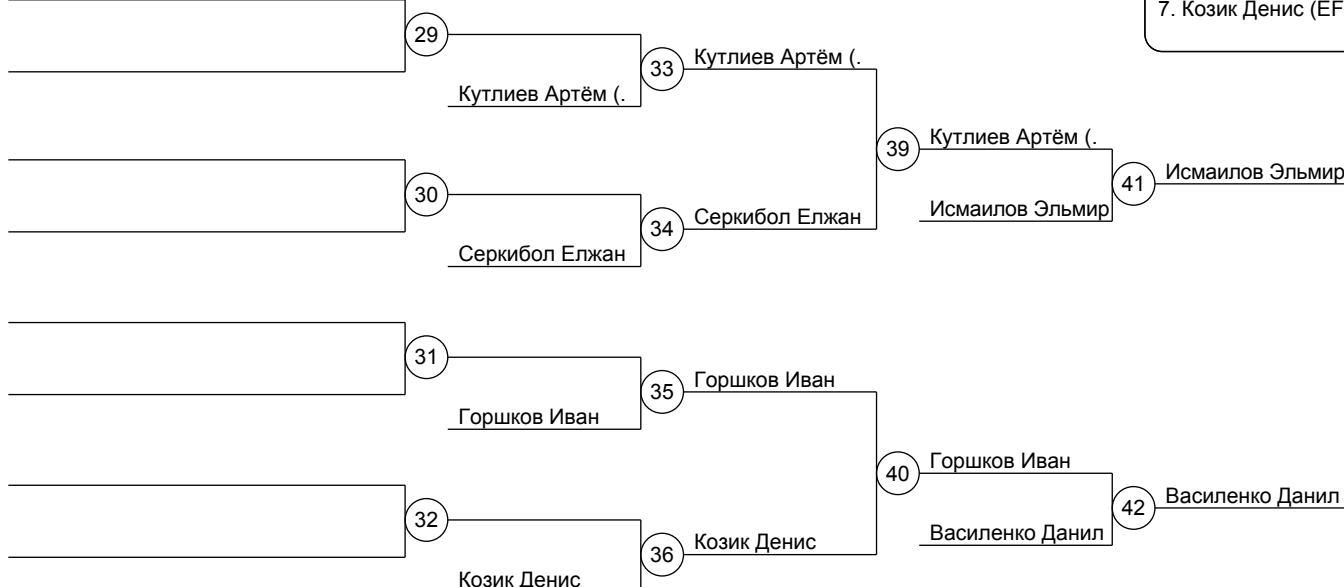 7. Козик Денис (EF
29
33
Кутлиев Артём (.
Кутлиев Артём (.
39
Кутлиев Артём (.
41
Исмаилов Эльмир
30
34
Серкибол Елжан
Исмаилов Эльмир
Серкибол Елжан
31
35
Горшков Иван
Горшков Иван
40
Горшков Иван
42
Василенко Данил
32
36
Козик Денис
Василенко Данил
Козик Денис